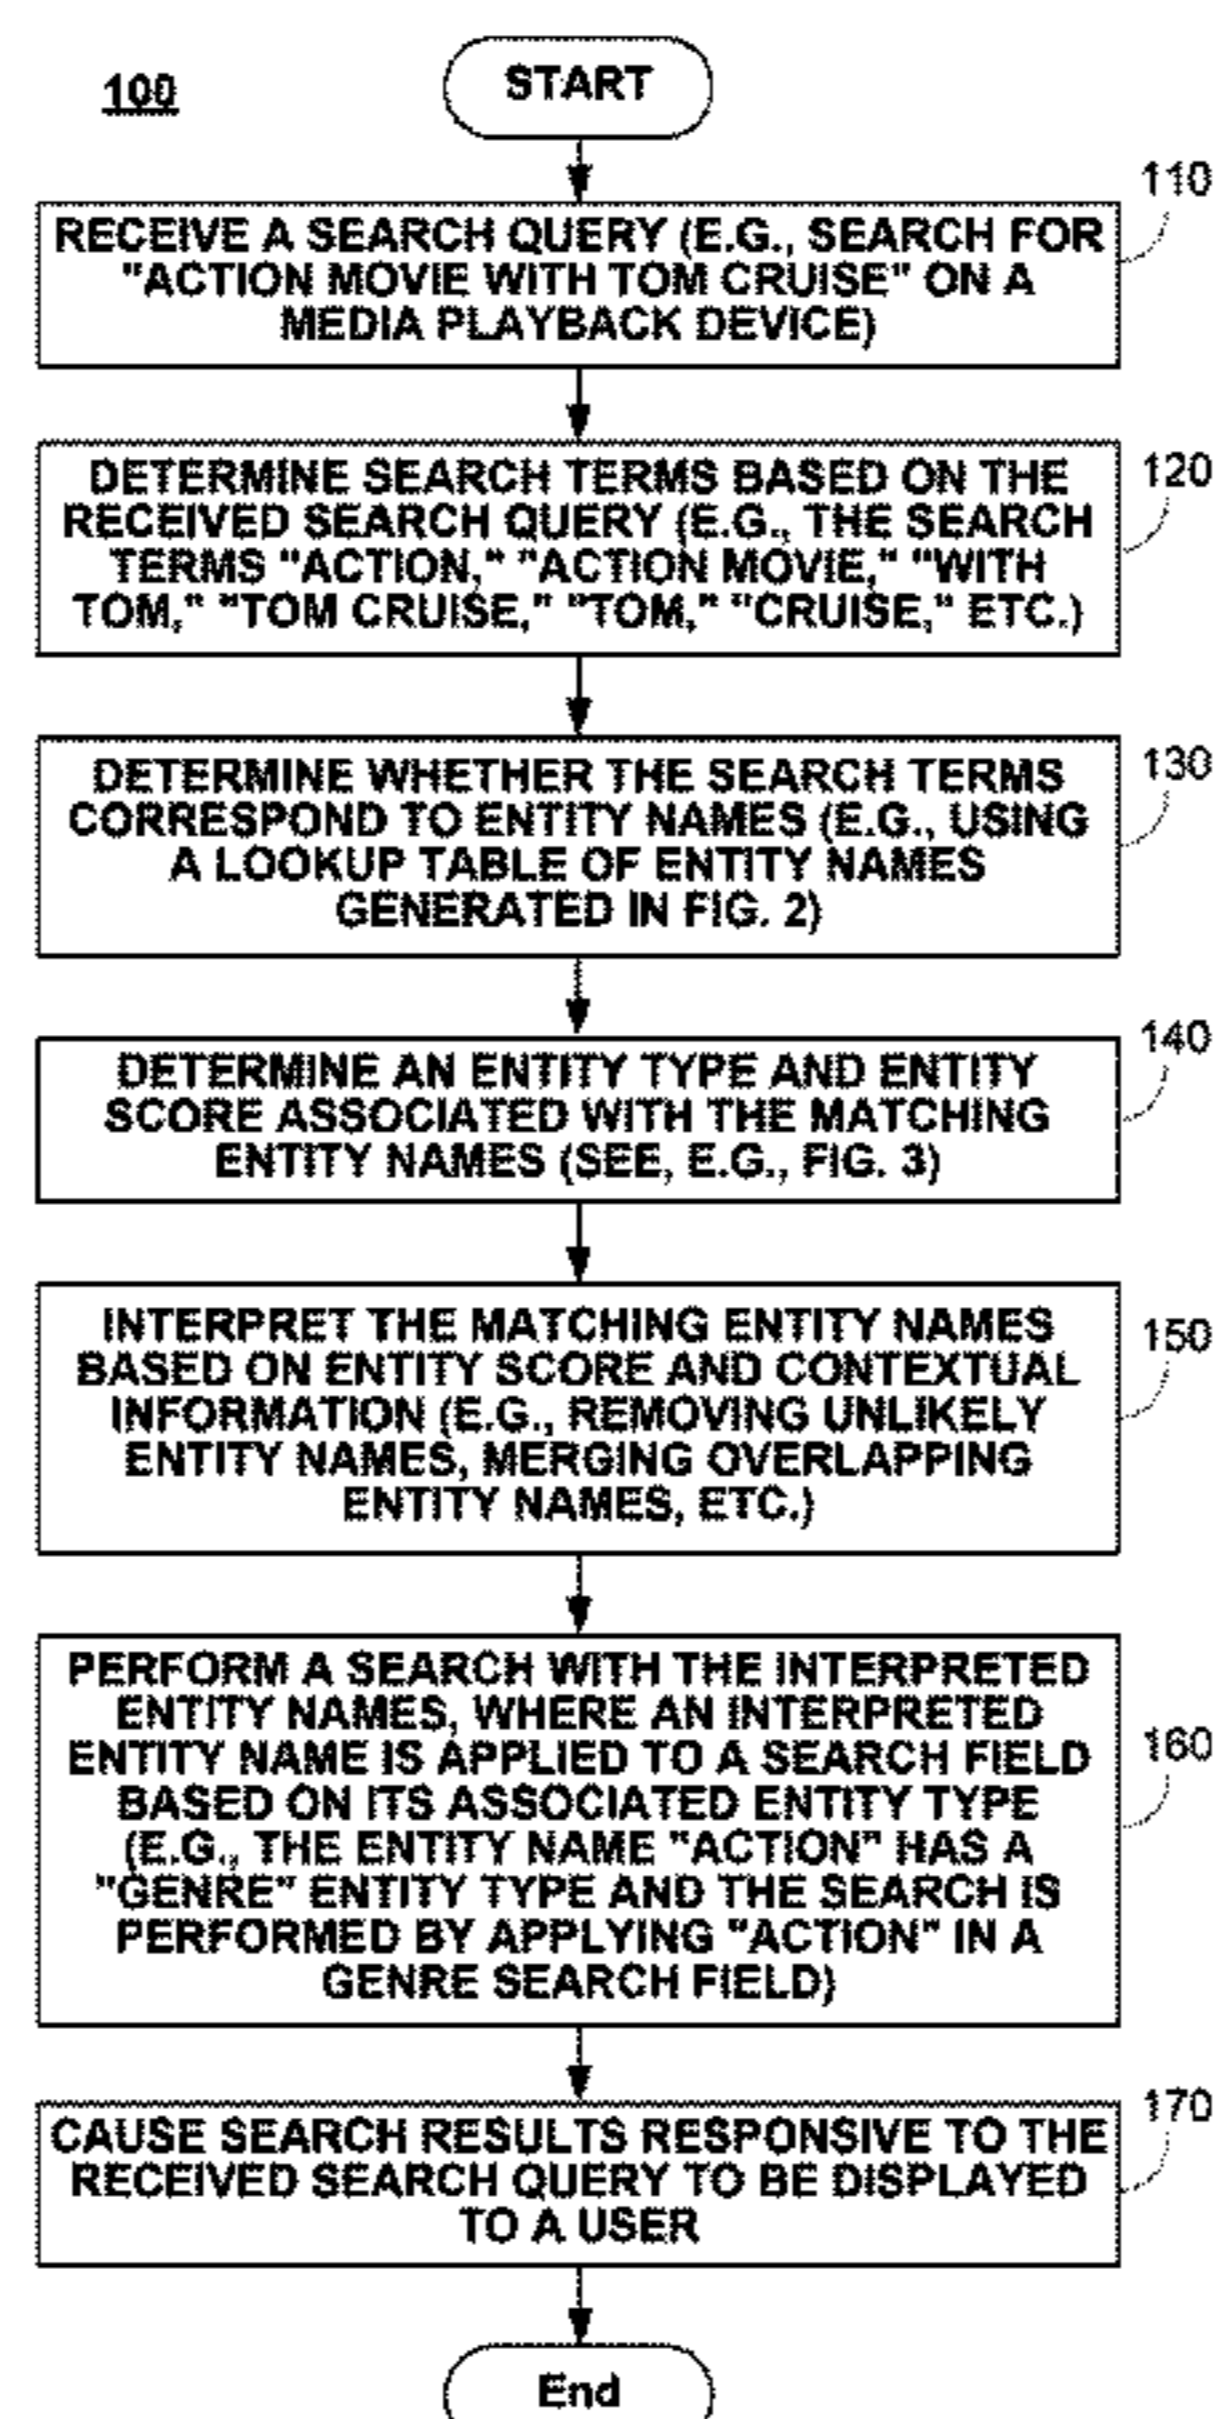 100
START
110
RECEIVE A SEARCH QUERY (E.G., SEARCH FOR
"ACTION MOVIE WITH TOM CRUISE" ON A
MEDIA PLAYBACK DEVICE)
120
DETERMINE SEARCH TERMS BASED ON THE
RECEIVED SEARCH QUERY (E.G., THE SEARCH
TERMS "ACTION," "ACTION MOVIE," "WITH
TOM," "TOM CRUISE," "TOM," "CRUISE," ETC.)
130
DETERMINE WHETHER THE SEARCH TERMS
CORRESPOND TO ENTITY NAMES (E.G., USING
A LOOKUP TABLE OF ENTITY NAMES
GENERATED IN FIG. 2)
140
DETERMINE AN ENTITY TYPE AND ENTITY
SCORE ASSOCIATED WITH THE MATCHING
ENTITY NAMES (SEE, E.G., FIG. 3)
150
INTERPRET THE MATCHING ENTITY NAMES
BASED ON ENTITY SCORE AND CONTEXTUAL
INFORMATION (E.G., REMOVING UNLIKELY
ENTITY NAMES, MERGING OVERLAPPING
ENTITY NAMES, ETC.)
160
PERFORM A SEARCH WITH THE INTERPRETED
ENTITY NAMES, WHERE AN INTERPRETED
ENTITY NAME IS APPLIED TO A SEARCH FIELD
BASED ON ITS ASSOCIATED ENTITY TYPE
(E.G., THE ENTITY NAME "ACTION" HAS A
"GENRE" ENTITY TYPE AND THE SEARCH IS
PERFORMED BY APPLYING "ACTION" IN A
GENRE SEARCH FIELD)
170
CAUSE SEARCH RESULTS RESPONSIVE TO THE
RECEIVED SEARCH QUERY TO BE DISPLAYED
TO A USER
End